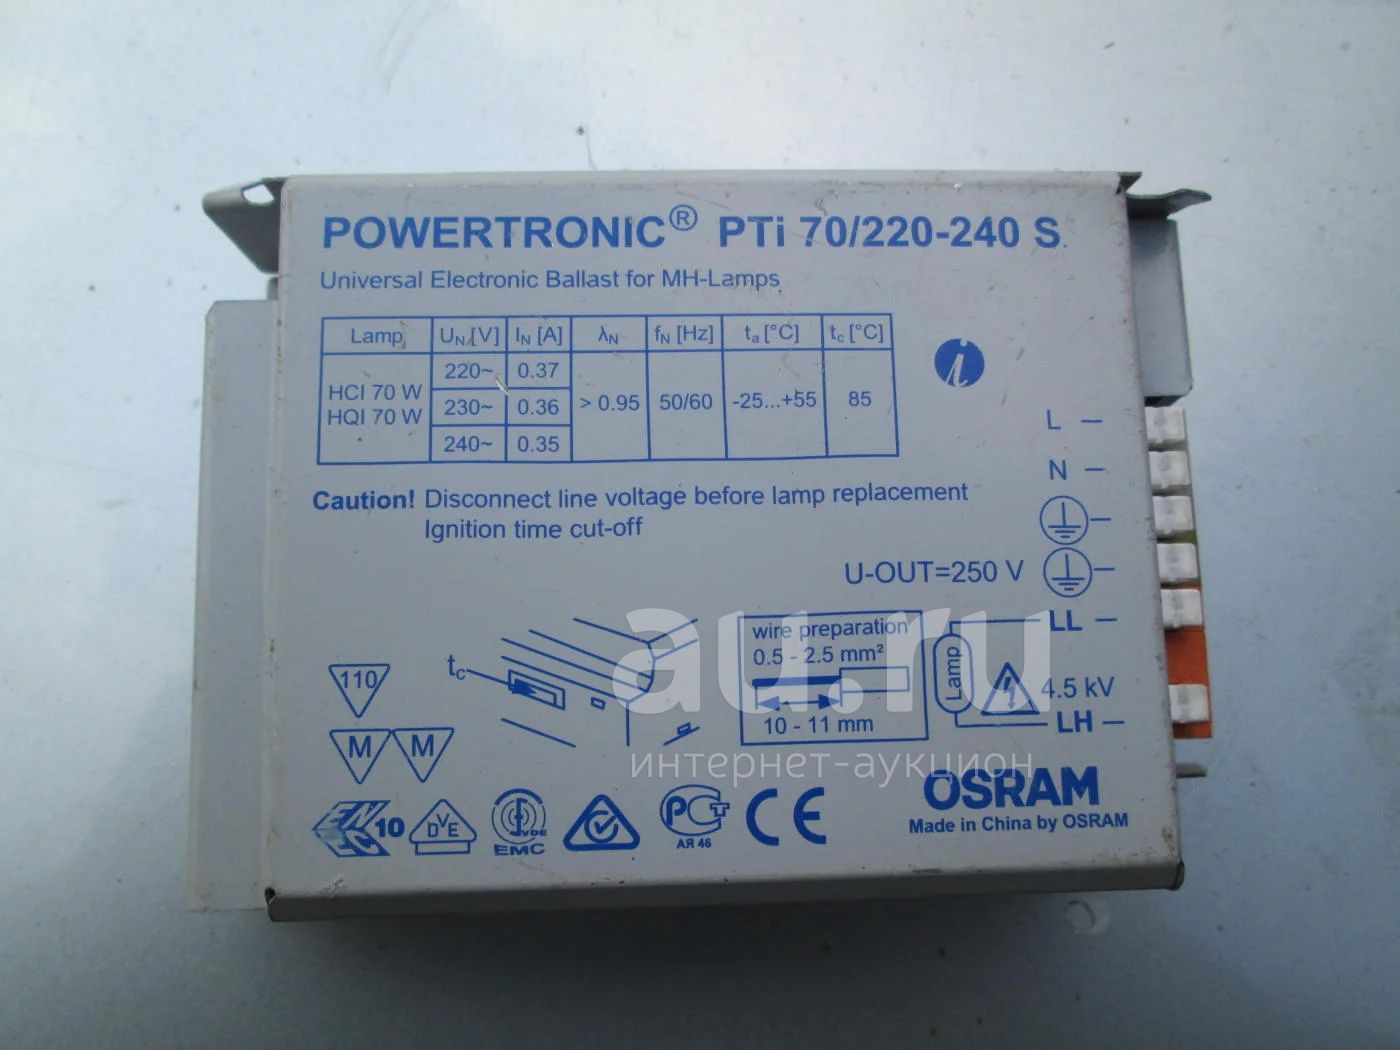 POWERTRONIC® PTi 70/220-240 S
Universal Electronic Ballast for MH-Lamps
Lamp UN [V] IN [A] λN fN [Hz] ta [°C] tc [°C]
HCI 70 W
HQI 70 W
220~ 0.37
230~ 0.36
240~ 0.35
> 0.95 50/60 -25...+55 85
i
L
N
Caution! Disconnect line voltage before lamp replacement
Ignition time cut-off
U-OUT=250 V
LL
wire preparation
0.5 - 2.5 mm²
10 - 11 mm
Lamp
4.5 kV
LH
tc
110
M M
au.ru
интернет-аукцион
ENEC 10
DVE
VDE
EMC
РСТ
АЯ 46
CE
OSRAM
Made in China by OSRAM